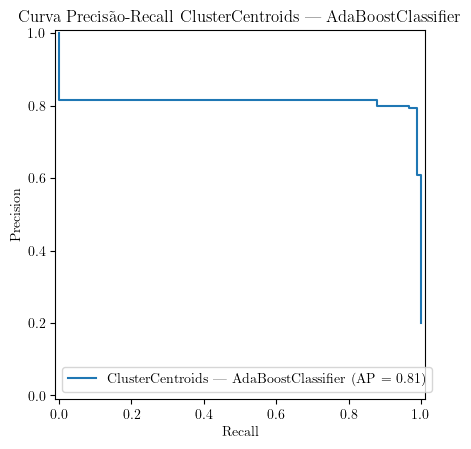 Curva Precisão-Recall ClusterCentroids — AdaBoostClassifier
1.0
0.8
0.6
0.4
0.2
0.0
Precision
ClusterCentroids — AdaBoostClassifier (AP = 0.81)
0.0 0.2 0.4 0.6 0.8 1.0
Recall